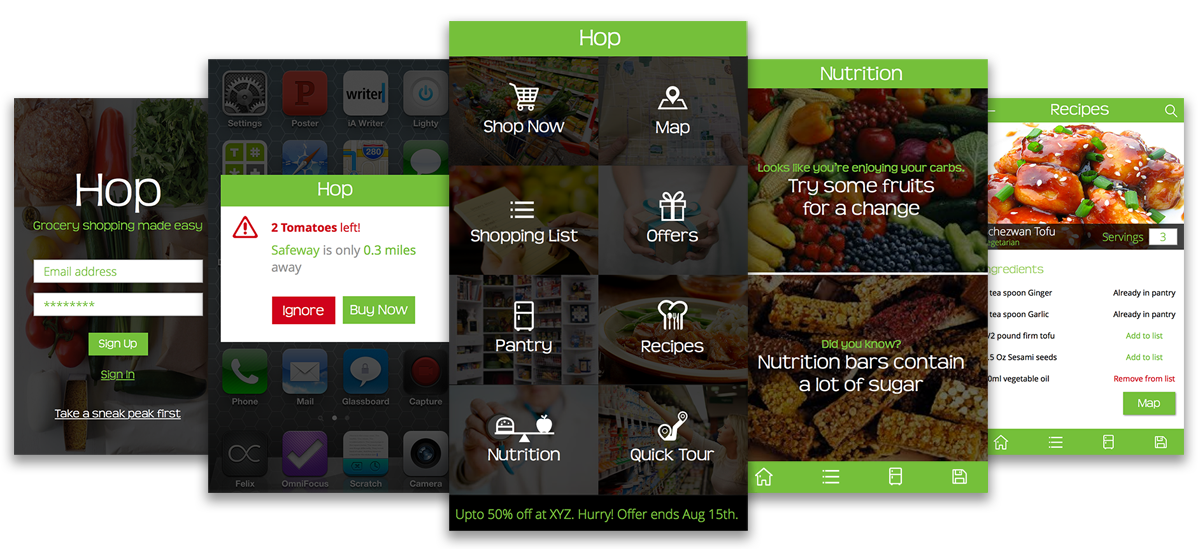 Hop
Grocery shopping made easy
Email address
********
Sign Up
Sign In
Take a sneak peak first
Settings
Poster
writer
iA Writer
Lighty
280
Hop
2 Tomatoes left!
Safeway is only 0.3 miles
away
Ignore
Buy Now
Phone
Mail
Glassboard
Capture
Felix
OmniFocus
Scratch
Camera
Hop
Shop Now
Map
Shopping List
Offers
Pantry
Recipes
Nutrition
Quick Tour
Upto 50% off at XYZ. Hurry! Offer ends Aug 15th.
Nutrition
Looks like you're enjoying your carbs.
Try some fruits
for a change
Did you know?
Nutrition bars contain
a lot of sugar
Recipes
chezwan Tofu
egetarian
Servings 3
ngredients
tea spoon Ginger Already in pantry
tea spoon Garlic Already in pantry
/2 pound firm tofu Add to list
.5 Oz Sesami seeds Add to list
0ml vegetable oil Remove from list
Map